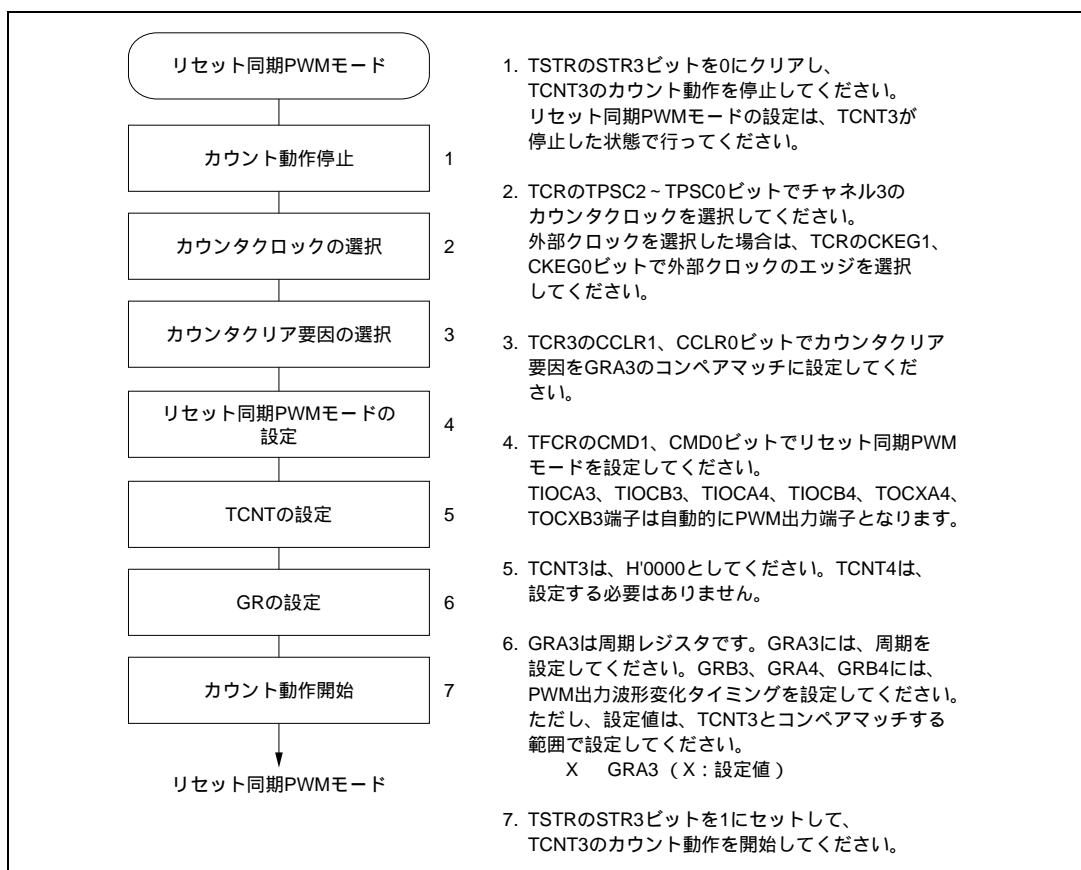 リセット同期PWMモード
カウント動作停止
1
カウンタクロックの選択
2
カウンタクリア要因の選択
3
リセット同期PWMモードの
設定
4
TCNTの設定
5
GRの設定
6
カウント動作開始
7
リセット同期PWMモード
1. TSTRのSTR3ビットを0にクリアし、
TCNT3のカウント動作を停止してください。
リセット同期PWMモードの設定は、TCNT3が
停止した状態で行ってください。
2. TCRのTPSC2~TPSC0ビットでチャネル3の
カウンタクロックを選択してください。
外部クロックを選択した場合は、TCRのCKEG1、
CKEG0ビットで外部クロックのエッジを選択
してください。
3. TCR3のCCLR1、CCLR0ビットでカウンタクリア
要因をGRA3のコンペアマッチに設定してくだ
さい。
4. TFCRのCMD1、CMD0ビットでリセット同期PWM
モードを設定してください。
TIOCA3、TIOCB3、TIOCA4、TIOCB4、TOCXA4、
TOCXB3端子は自動的にPWM出力端子となります。
5. TCNT3は、H'0000としてください。TCNT4は、
設定する必要はありません。
6. GRA3は周期レジスタです。GRA3には、周期を
設定してください。GRB3、GRA4、GRB4には、
PWM出力波形変化タイミングを設定してください。
ただし、設定値は、TCNT3とコンペアマッチする
範囲で設定してください。
X GRA3 (X:設定値)
7. TSTRのSTR3ビットを1にセットして、
TCNT3のカウント動作を開始してください。